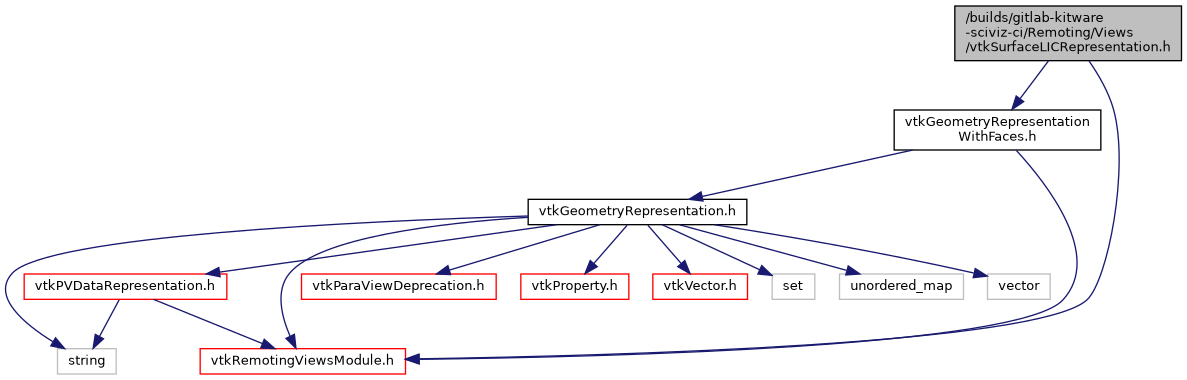 /builds/gitlab-kitware
-sciviz-ci/Remoting/Views
/vtkSurfaceLICRepresentation.h
vtkGeometryRepresentation
WithFaces.h
vtkGeometryRepresentation.h
vtkPVDataRepresentation.h
vtkParaViewDeprecation.h
vtkProperty.h
vtkVector.h
set
unordered_map
vector
string
vtkRemotingViewsModule.h